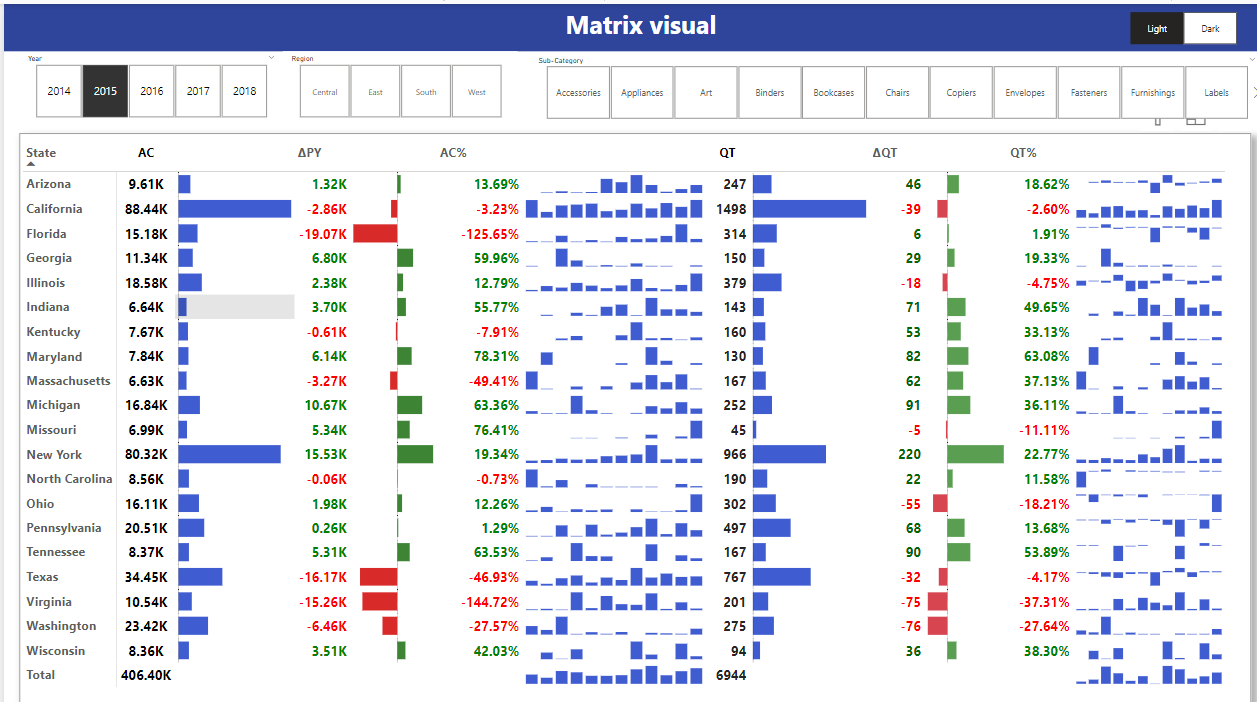 Matrix visual
Light Dark
Year Region Sub-Category
2014 2015 2016 2017 2018 Central East South West Accessories Appliances Art Binders Bookcases Chairs Copiers Envelopes Fasteners Furnishings Labels
State AC ΔPY AC% QT ΔQT QT%
Arizona 9.61K 1.32K 13.69% 247 46 18.62%
California 88.44K -2.86K -3.23% 1498 -39 -2.60%
Florida 15.18K -19.07K -125.65% 314 6 1.91%
Georgia 11.34K 6.80K 59.96% 150 29 19.33%
Illinois 18.58K 2.38K 12.79% 379 -18 -4.75%
Indiana 6.64K 3.70K 55.77% 143 71 49.65%
Kentucky 7.67K -0.61K -7.91% 160 53 33.13%
Maryland 7.84K 6.14K 78.31% 130 82 63.08%
Massachusetts 6.63K -3.27K -49.41% 167 62 37.13%
Michigan 16.84K 10.67K 63.36% 252 91 36.11%
Missouri 6.99K 5.34K 76.41% 45 -5 -11.11%
New York 80.32K 15.53K 19.34% 966 220 22.77%
North Carolina 8.56K -0.06K -0.73% 190 22 11.58%
Ohio 16.11K 1.98K 12.26% 302 -55 -18.21%
Pennsylvania 20.51K 0.26K 1.29% 497 68 13.68%
Tennessee 8.37K 5.31K 63.53% 167 90 53.89%
Texas 34.45K -16.17K -46.93% 767 -32 -4.17%
Virginia 10.54K -15.26K -144.72% 201 -75 -37.31%
Washington 23.42K -6.46K -27.57% 275 -76 -27.64%
Wisconsin 8.36K 3.51K 42.03% 94 36 38.30%
Total 406.40K 6944